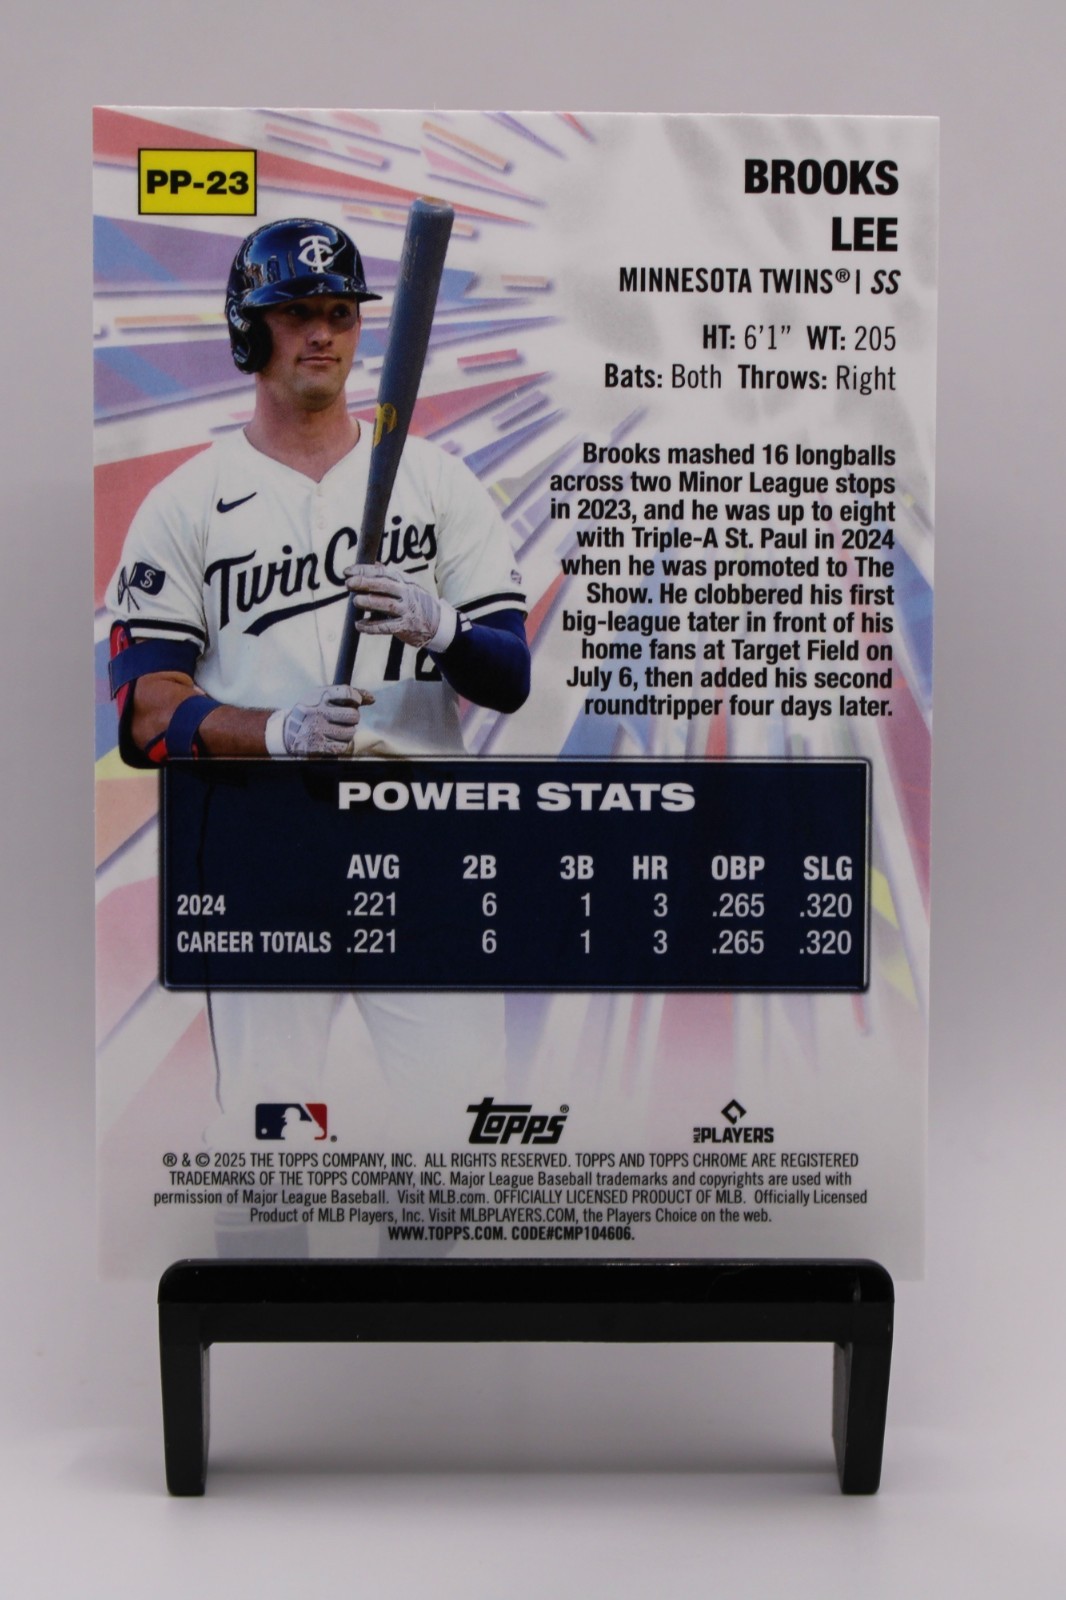 PP-23
BROOKS
LEE
MINNESOTA TWINS® | SS
HT: 6'1" WT: 205
Bats: Both Throws: Right
Brooks mashed 16 longballs
across two Minor League stops
in 2023, and he was up to eight
with Triple-A St. Paul in 2024
when he was promoted to The
Show. He clobbered his first
big-league tater in front of his
home fans at Target Field on
July 6, then added his second
roundtripper four days later.
TC
Twin Cities
S
POWER STATS
AVG 2B 3B HR OBP SLG
2024 .221 6 1 3 .265 .320
CAREER TOTALS .221 6 1 3 .265 .320
Topps® MLB PLAYERS
® & © 2025 THE TOPPS COMPANY, INC. ALL RIGHTS RESERVED. TOPPS AND TOPPS CHROME ARE REGISTERED
TRADEMARKS OF THE TOPPS COMPANY, INC. Major League Baseball trademarks and copyrights are used with
permission of Major League Baseball. Visit MLB.com. OFFICIALLY LICENSED PRODUCT OF MLB. Officially Licensed
Product of MLB Players, Inc. Visit MLBPLAYERS.COM, the Players Choice on the web.
WWW.TOPPS.COM. CODE#CMP104606.